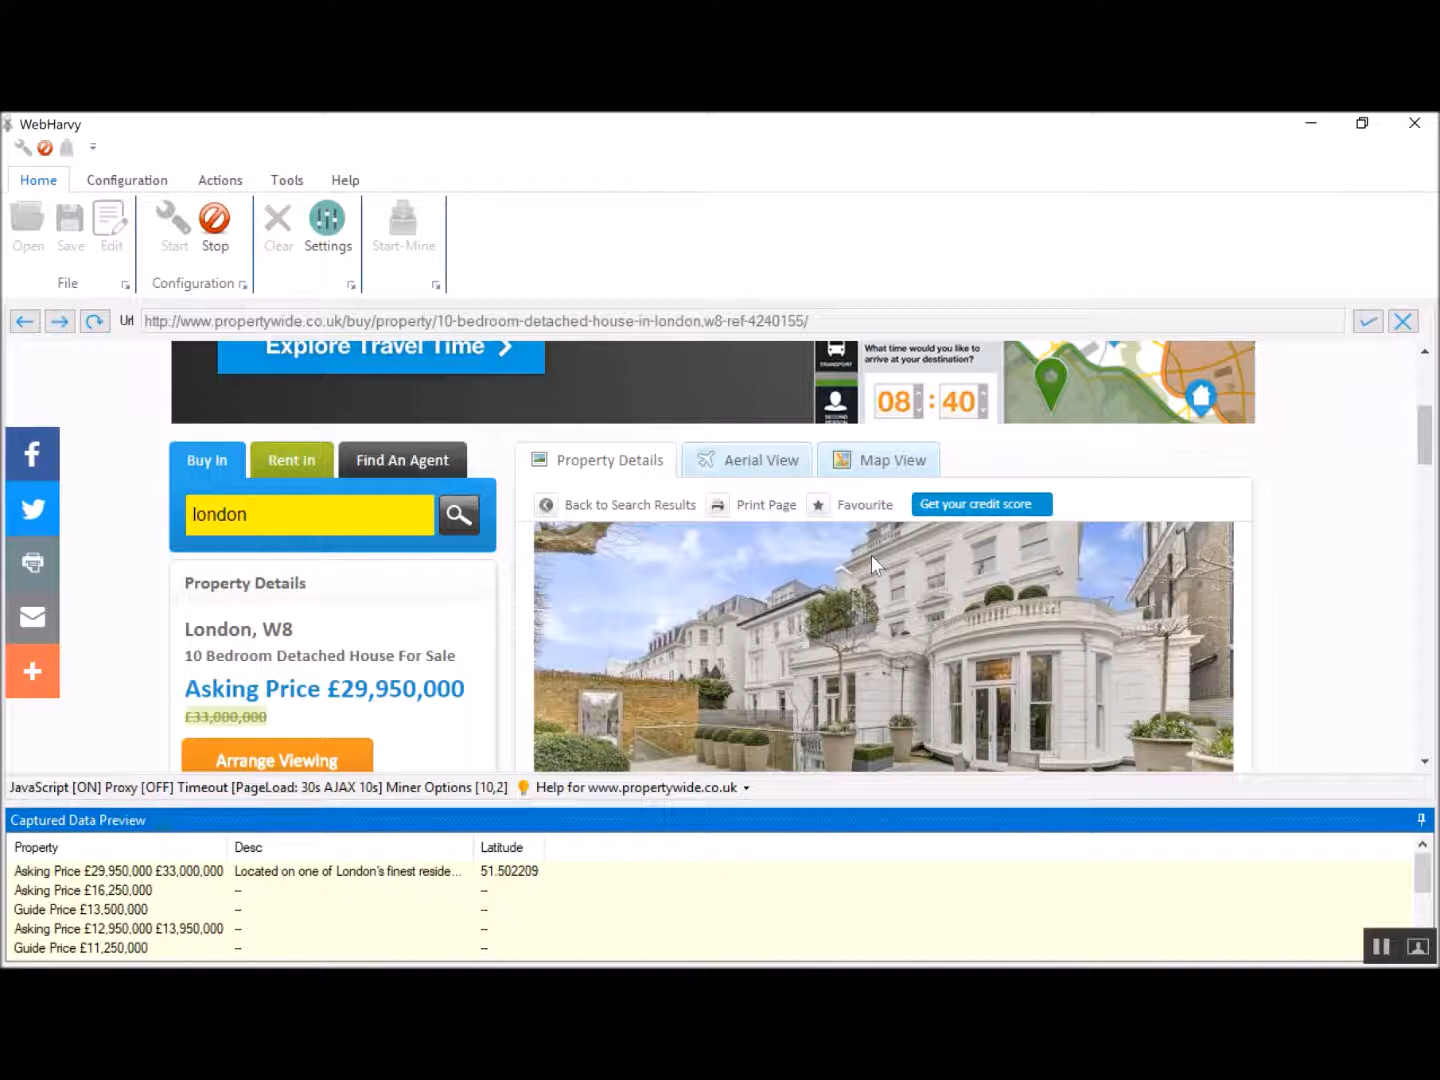 WebHarvy
Home Configuration Actions Tools Help
Open Save Edit Start Stop Clear Settings Start-Mine
File Configuration
Url http://www.propertywide.co.uk/buy/property/10-bedroom-detached-house-in-london,w8-ref-4240155/
Explore Travel Time
TRANSPORT
What time would you like to
arrive at your destination?
SECOND
PERSON
08 : 40
Buy In Rent in Find An Agent
Property Details Aerial View Map View
london
Back to Search Results Print Page Favourite Get your credit score
Property Details
London, W8
10 Bedroom Detached House For Sale
Asking Price £29,950,000
£33,000,000
Arrange Viewing
JavaScript [ON] Proxy [OFF] Timeout [PageLoad: 30s AJAX 10s] Miner Options [10,2] Help for www.propertywide.co.uk
Captured Data Preview
Property Desc Latitude
Asking Price £29,950,000 £33,000,000 Located on one of London's finest reside... 51.502209
Asking Price £16,250,000 -- --
Guide Price £13,500,000 -- --
Asking Price £12,950,000 £13,950,000 -- --
Guide Price £11,250,000 -- --